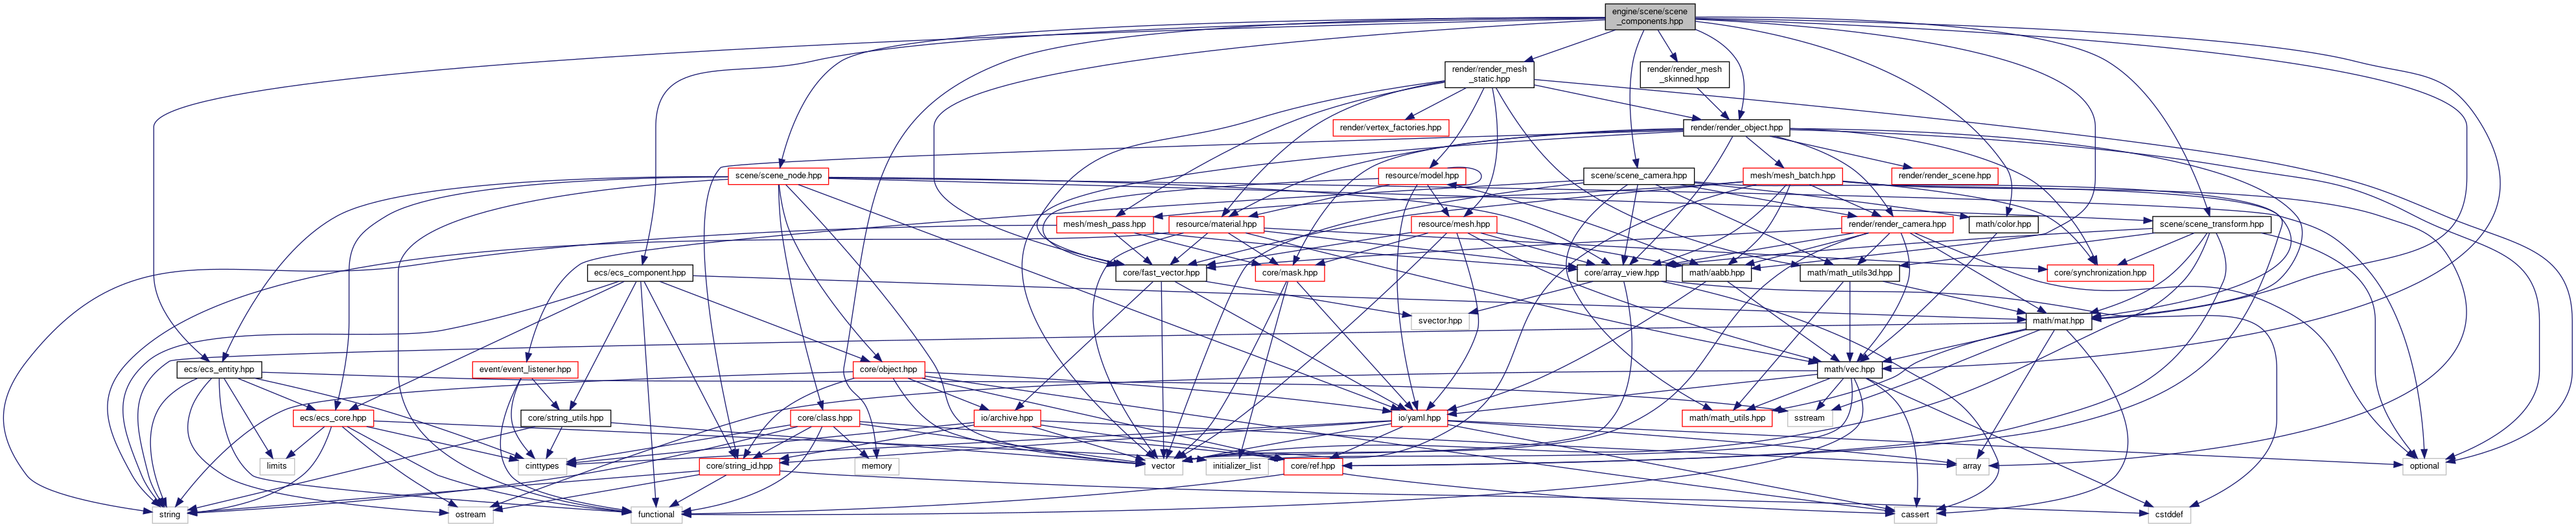 engine/scene/scene
_components.hpp
render/render_mesh
_static.hpp
render/render_mesh
_skinned.hpp
render/vertex_factories.hpp
render/render_object.hpp
scene/scene_node.hpp
resource/model.hpp
scene/scene_camera.hpp
mesh/mesh_batch.hpp
render/render_scene.hpp
mesh/mesh_pass.hpp
resource/material.hpp
resource/mesh.hpp
render/render_camera.hpp
math/color.hpp
scene/scene_transform.hpp
ecs/ecs_component.hpp
core/fast_vector.hpp
core/mask.hpp
core/array_view.hpp
math/aabb.hpp
math/math_utils3d.hpp
core/synchronization.hpp
svector.hpp
math/mat.hpp
ecs/ecs_entity.hpp
event/event_listener.hpp
core/object.hpp
math/vec.hpp
ecs/ecs_core.hpp
core/string_utils.hpp
core/class.hpp
io/archive.hpp
io/yaml.hpp
math/math_utils.hpp
sstream
limits
cinttypes
core/string_id.hpp
memory
vector
initializer_list
core/ref.hpp
array
optional
string
ostream
functional
cassert
cstddef